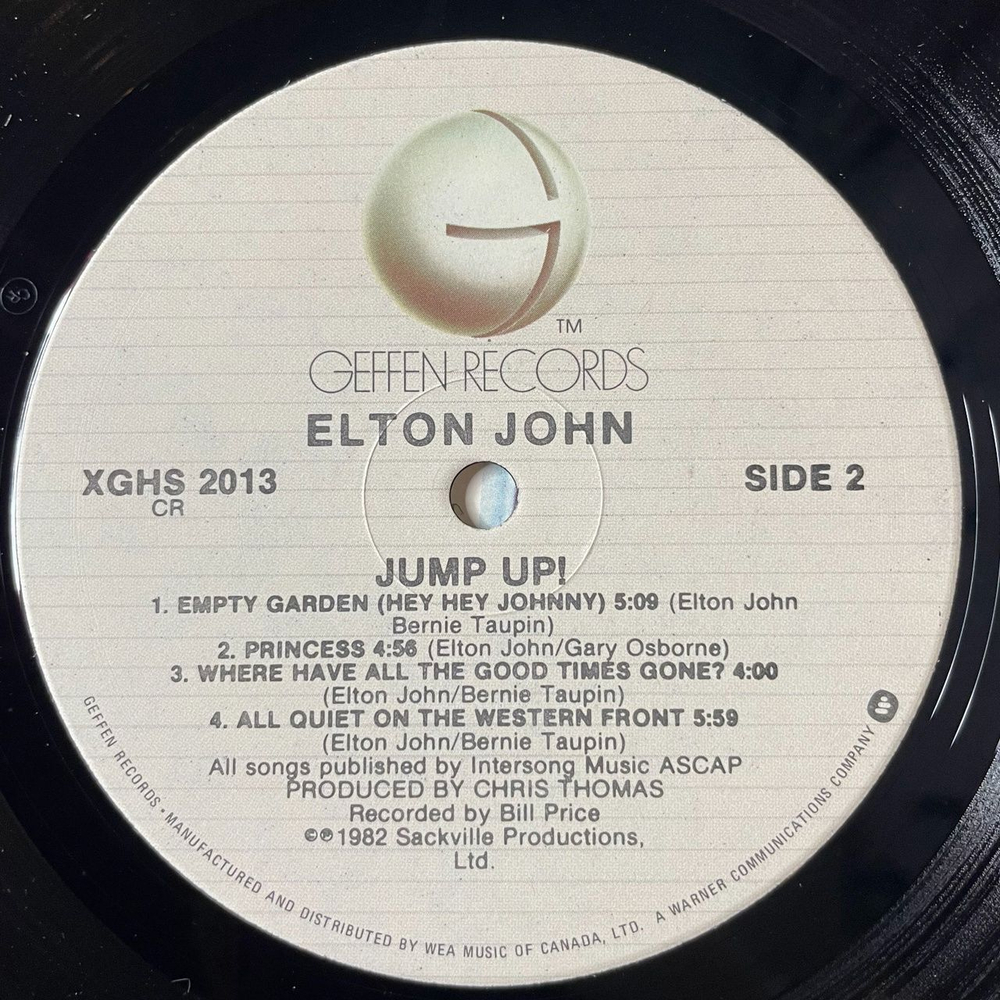 TM
GEFFEN RECORDS
ELTON JOHN
XGHS 2013
CR
SIDE 2
JUMP UP!
1. EMPTY GARDEN (HEY HEY JOHNNY) 5:09 (Elton John
Bernie Taupin)
2. PRINCESS 4:56 (Elton John/Gary Osborne)
3. WHERE HAVE ALL THE GOOD TIMES GONE? 4:00
(Elton John/Bernie Taupin)
4. ALL QUIET ON THE WESTERN FRONT 5:59
(Elton John/Bernie Taupin)
All songs published by Intersong Music ASCAP
PRODUCED BY CHRIS THOMAS
Recorded by Bill Price
©℗1982 Sackville Productions,
Ltd.
GEFFEN RECORDS • MANUFACTURED AND DISTRIBUTED BY WEA MUSIC OF CANADA, LTD. A WARNER COMMUNICATIONS COMPANY